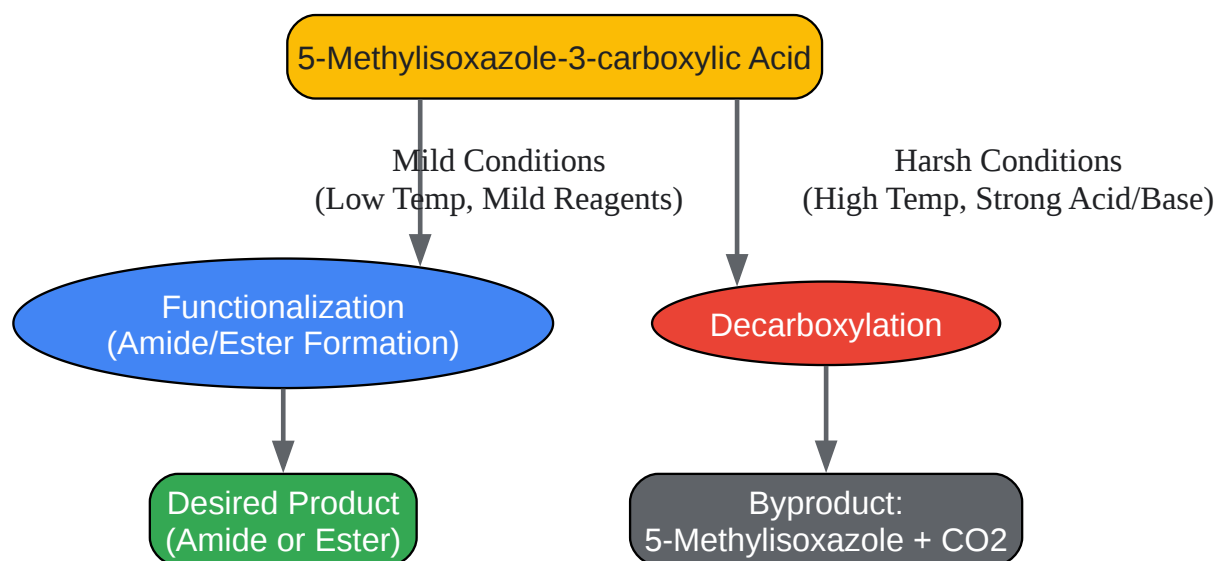 5-Methylisoxazole-3-carboxylic Acid
Mild Conditions
(Low Temp, Mild Reagents)
Harsh Conditions
(High Temp, Strong Acid/Base)
Functionalization
(Amide/Ester Formation)
Decarboxylation
Desired Product
(Amide or Ester)
Byproduct:
5-Methylisoxazole + CO2